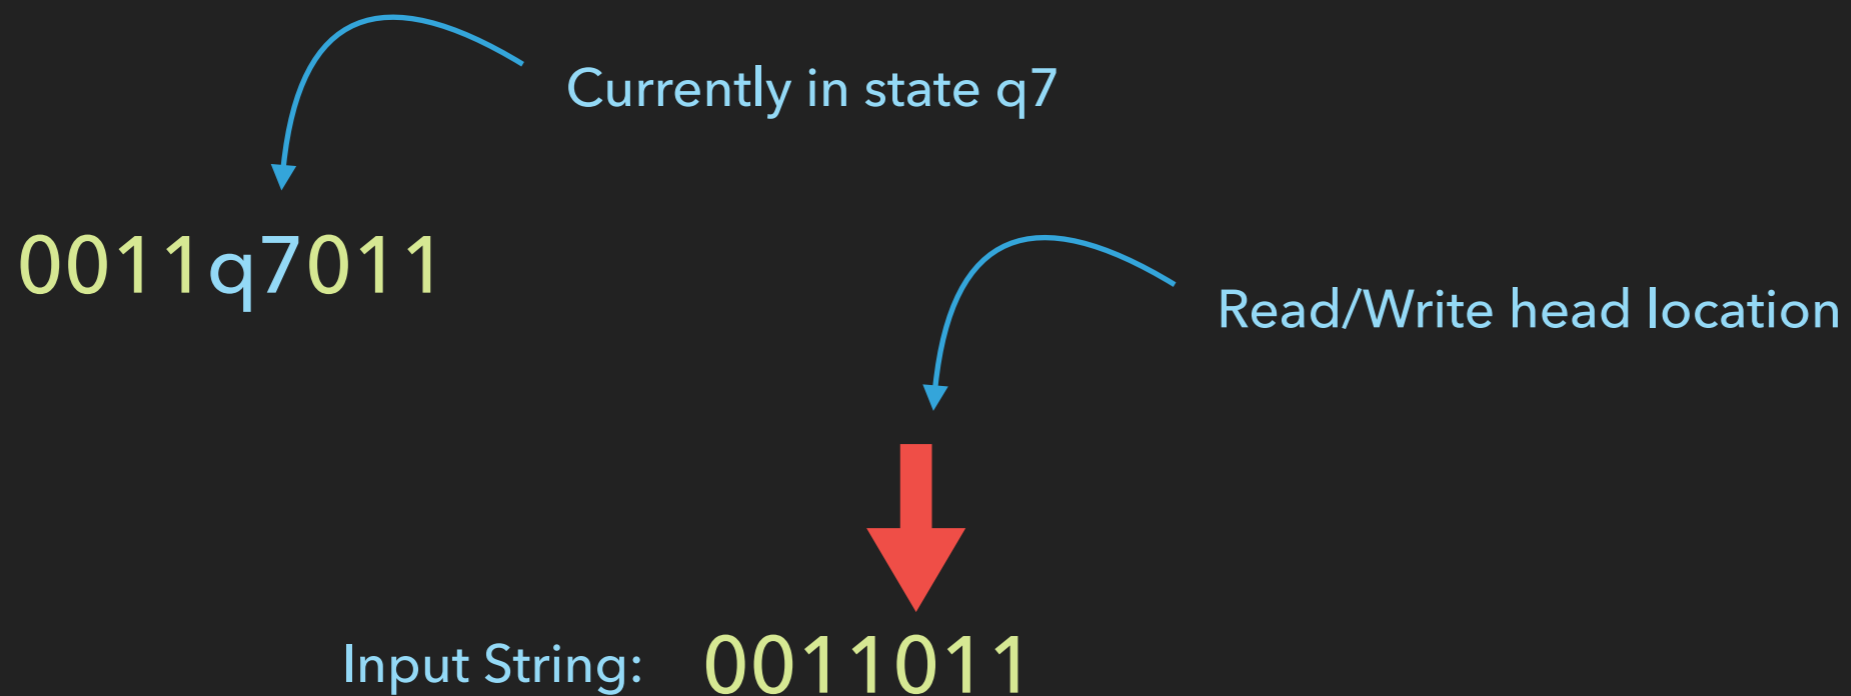 Currently in state q7
0011q7011
Read/Write head location
Input String: 0011011